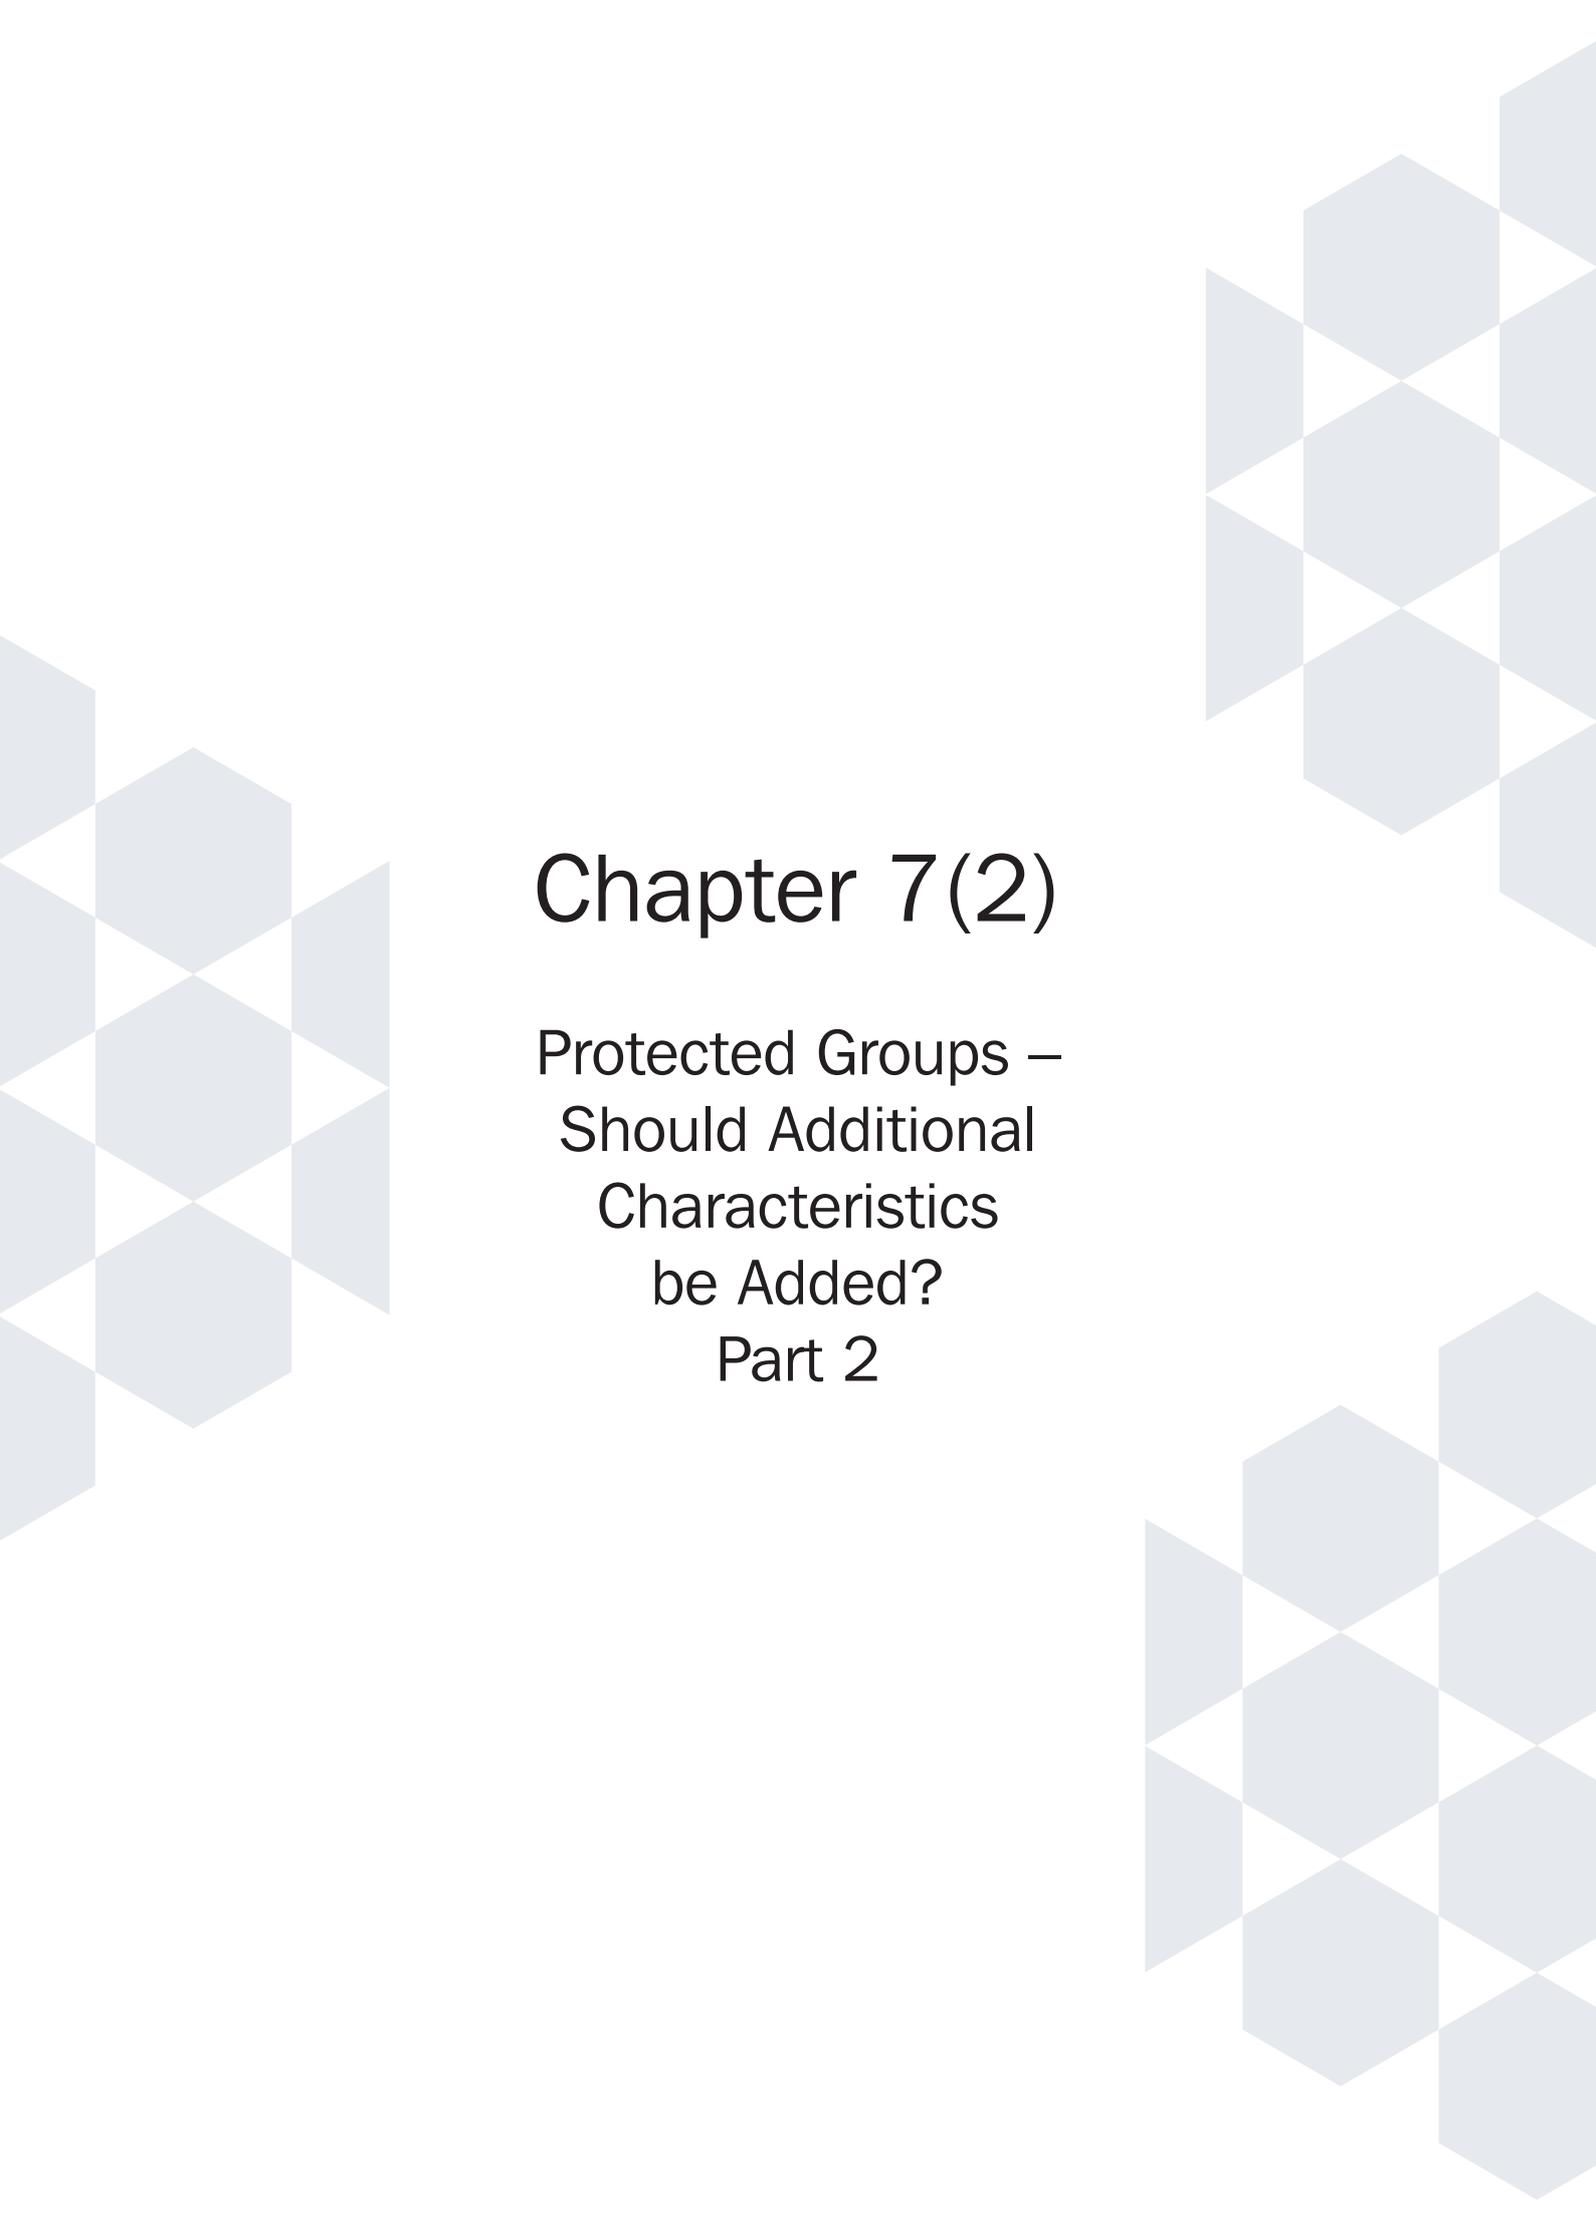 Chapter 7(2)
Protected Groups –
Should Additional
Characteristics
be Added?
Part 2